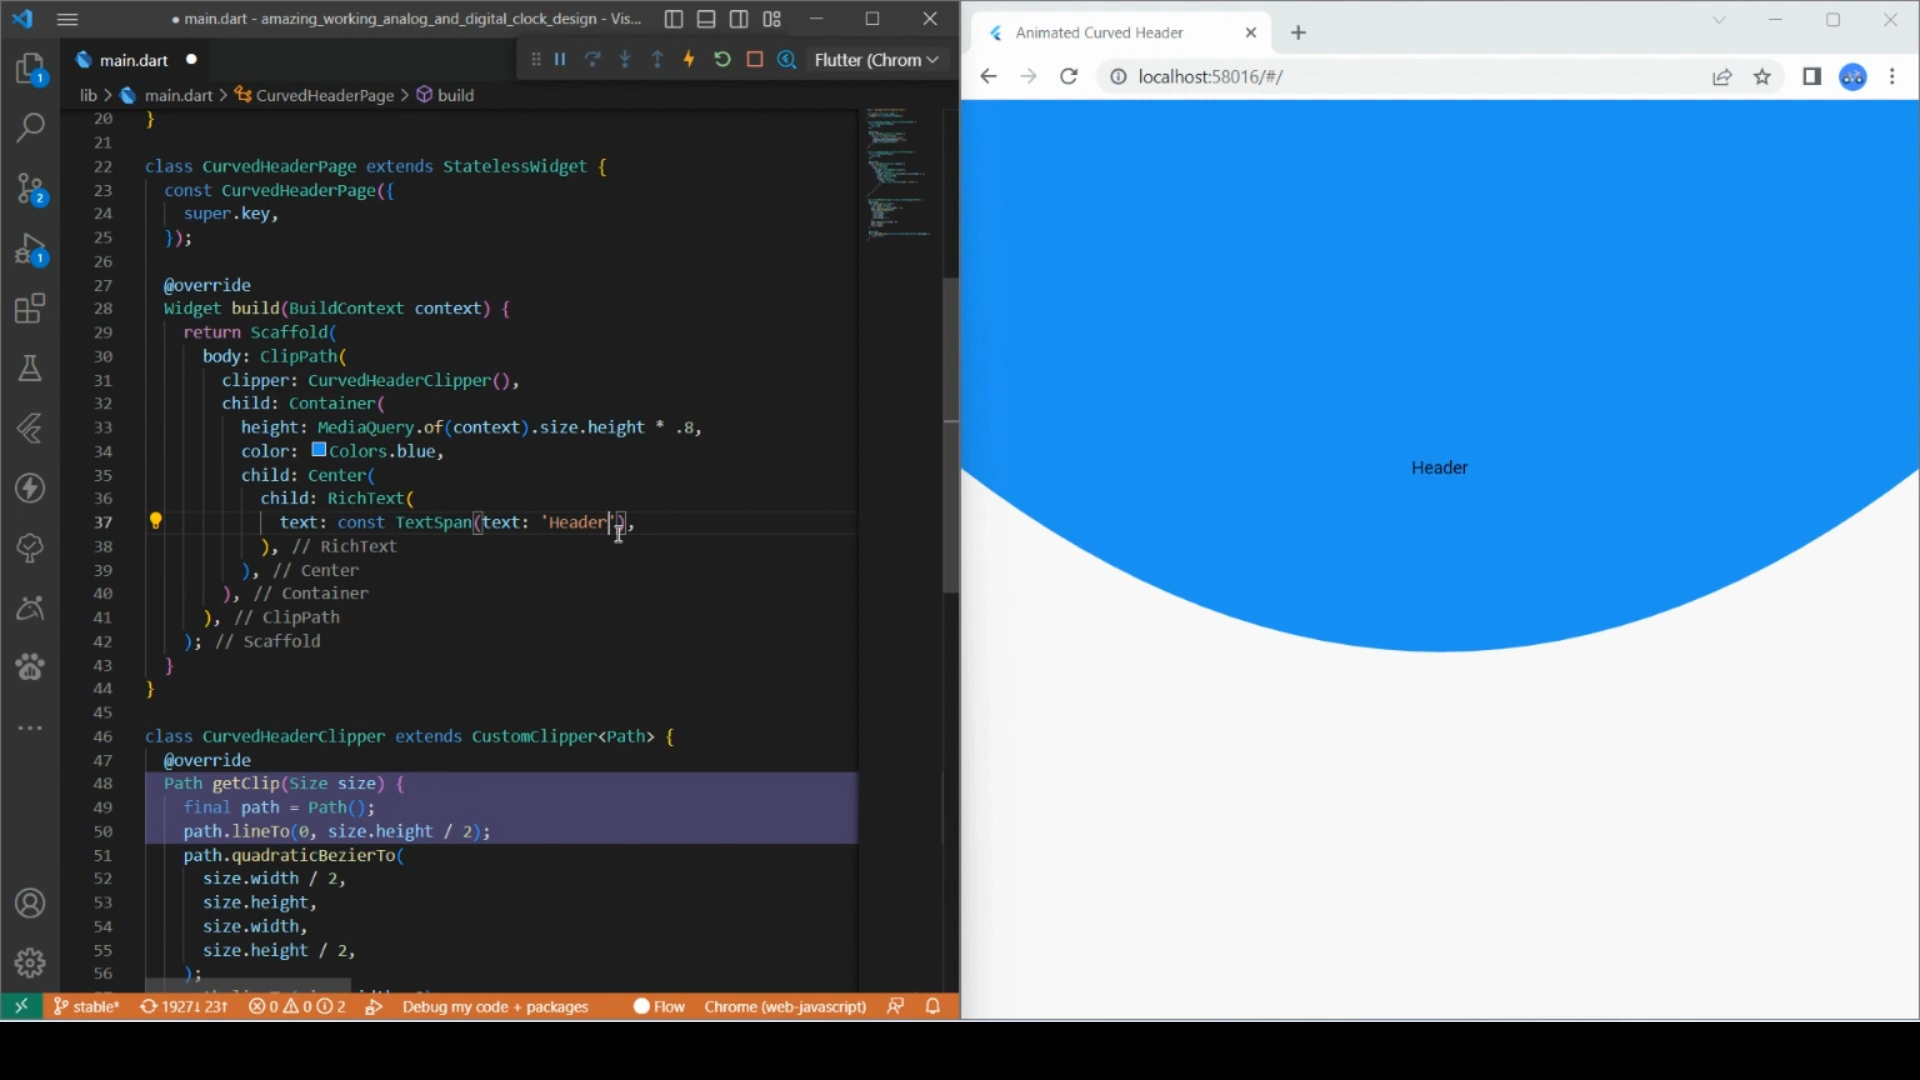 main.dart - amazing_working_analog_and_digital_clock_design - Vis...
main.dart
Flutter (Chrom
lib > main.dart > CurvedHeaderPage > build
20 }
21
22 class CurvedHeaderPage extends StatelessWidget {
23 const CurvedHeaderPage({
24 super.key,
25 });
26
27 @override
28 Widget build(BuildContext context) {
29 return Scaffold(
30 body: ClipPath(
31 clipper: CurvedHeaderClipper(),
32 child: Container(
33 height: MediaQuery.of(context).size.height * .8,
34 color: Colors.blue,
35 child: Center(
36 child: RichText(
37 text: const TextSpan(text: 'Header'),
38 ), // RichText
39 ), // Center
40 ), // Container
41 ), // ClipPath
42 ); // Scaffold
43 }
44 }
45
46 class CurvedHeaderClipper extends CustomClipper<Path> {
47 @override
48 Path getClip(Size size) {
49 final path = Path();
50 path.lineTo(0, size.height / 2);
51 path.quadraticBezierTo(
52 size.width / 2,
53 size.height,
54 size.width,
55 size.height / 2,
56 );
1
2
1
stable* 1927↓ 23↑ 0 0 2 Debug my code + packages Flow Chrome (web-javascript)
Animated Curved Header
localhost:58016/#/
Header